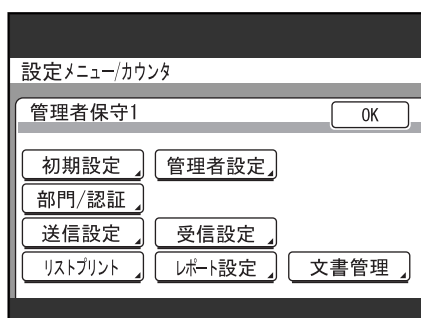 設定メニュー/カウンタ
管理者保守1 OK
初期設定 管理者設定
部門/認証
送信設定 受信設定
リストプリント レポート設定 文書管理